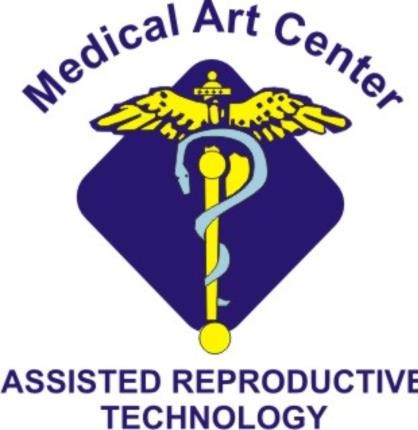 Medical Art Center
ASSISTED REPRODUCTIVE
TECHNOLOGY